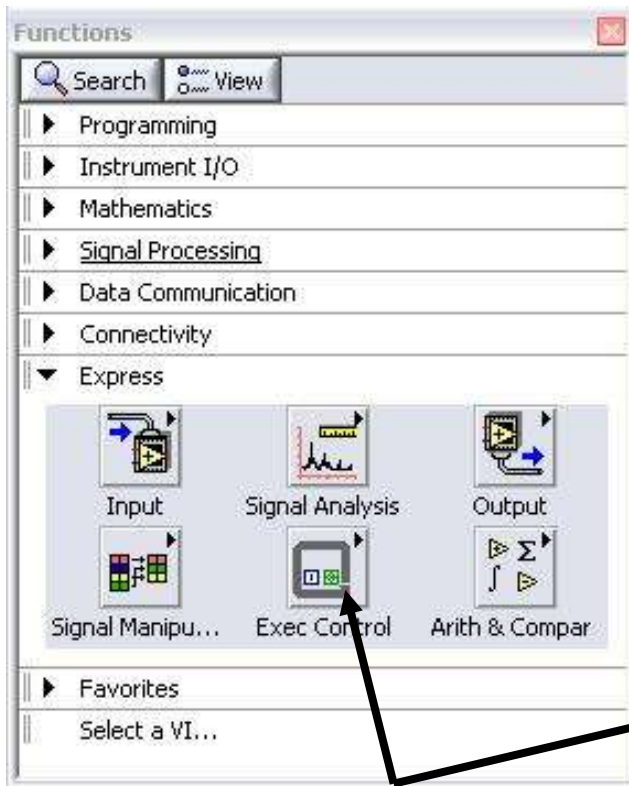 Functions
Search View
Programming
Instrument I/O
Mathematics
Signal Processing
Data Communication
Connectivity
Express
Input Signal Analysis Output
Signal Manipu... Exec Control Arith & Compar
Favorites
Select a VI...